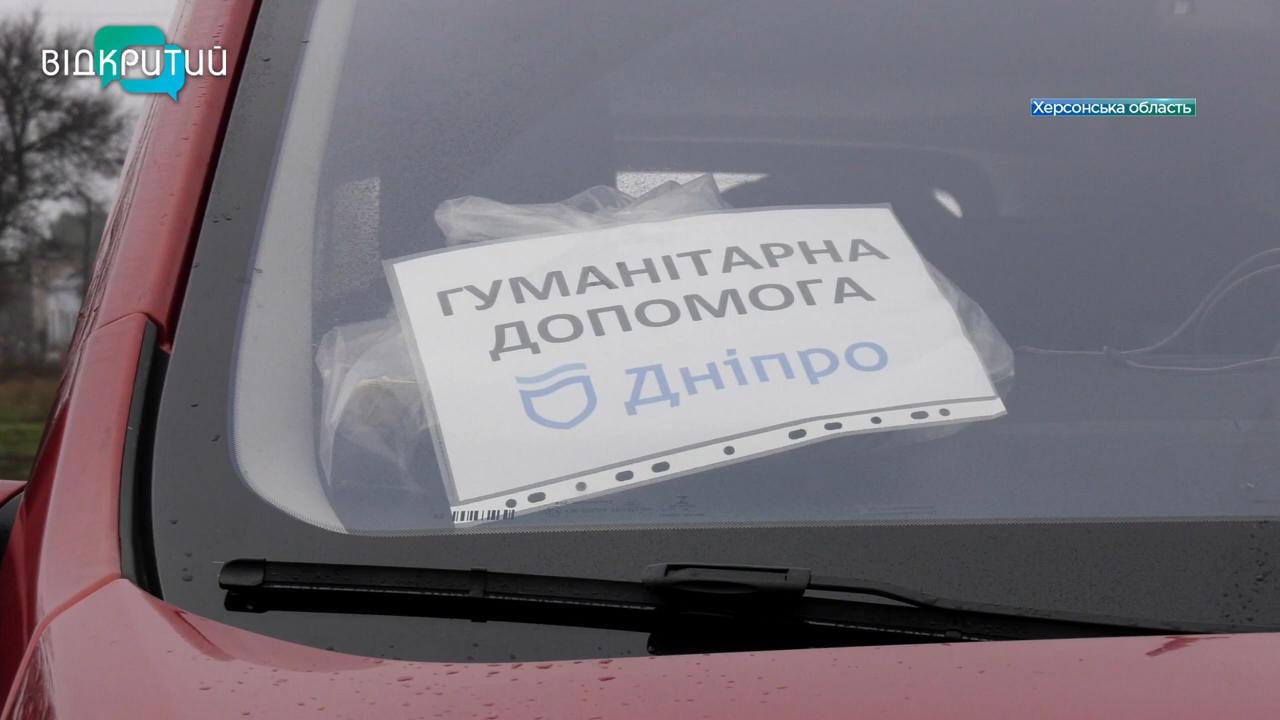 ВІДКРИТИЙ
Херсонська область
ГУМАНІТАРНА
ДОПОМОГА
Дніпро